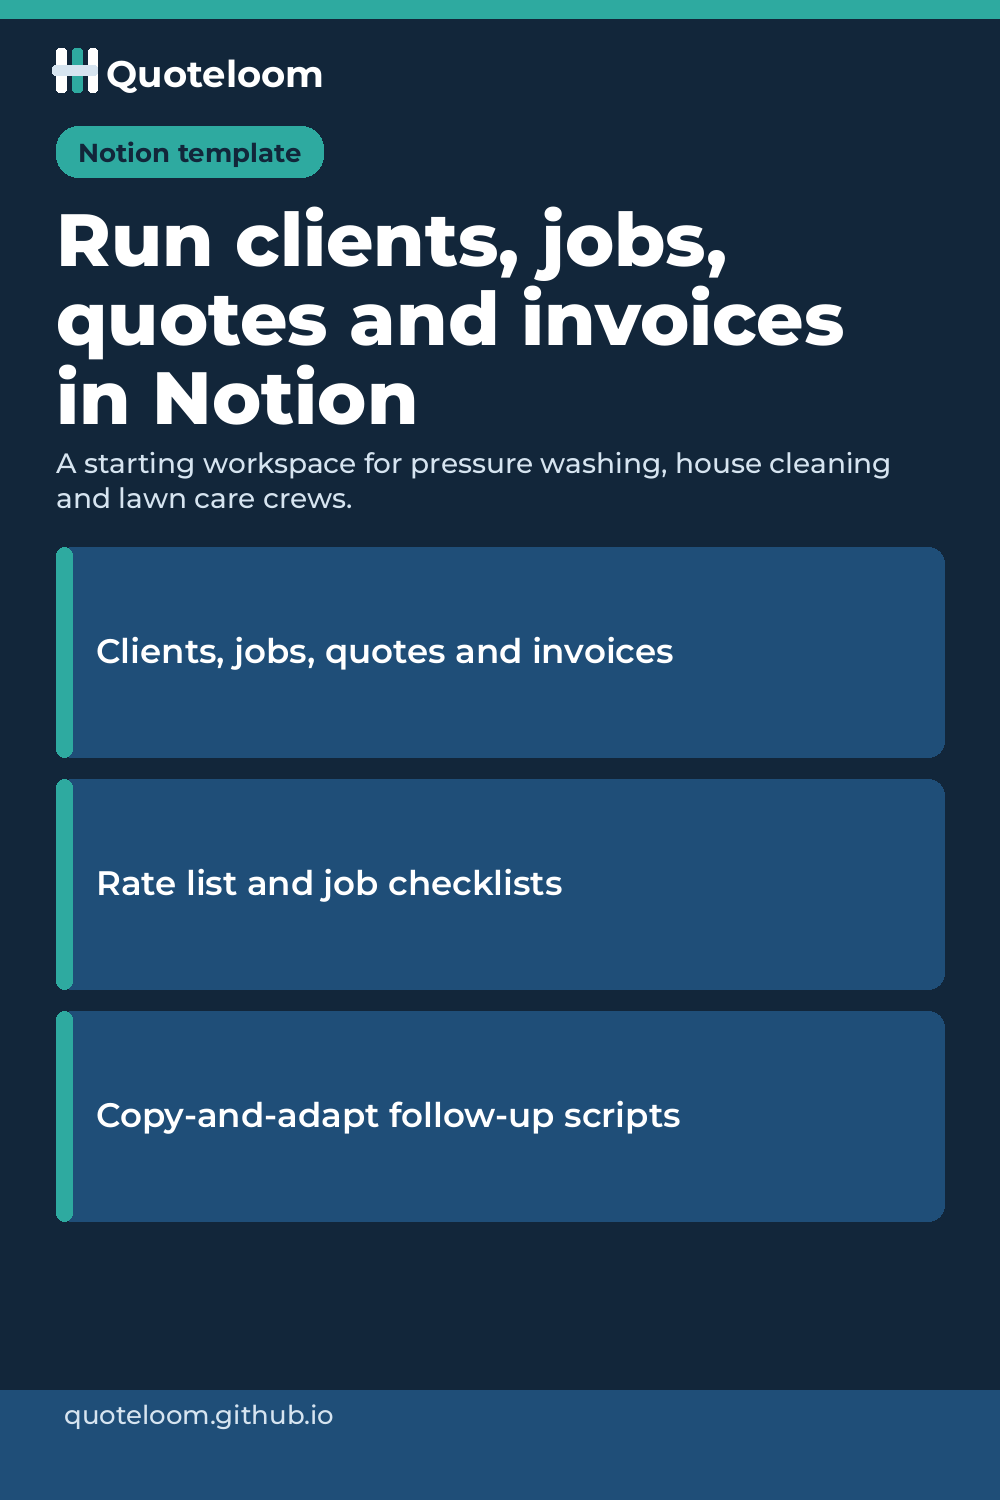 Quoteloom
Notion template
Run clients, jobs,
quotes and invoices
in Notion
A starting workspace for pressure washing, house cleaning
and lawn care crews.
Clients, jobs, quotes and invoices
Rate list and job checklists
Copy-and-adapt follow-up scripts
quoteloom.github.io